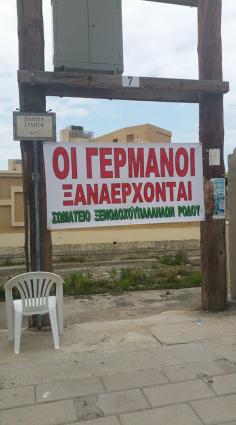 7
ΟΙ ΓΕΡΜΑΝΟΙ
ΞΑΝΑΕΡΧΟΝΤΑΙ
ΣΩΜΑΤΕΙΟ ΞΕΝΟΔΟΧΟΫΠΑΛΛΗΛΩΝ ΡΟΔΟΥ